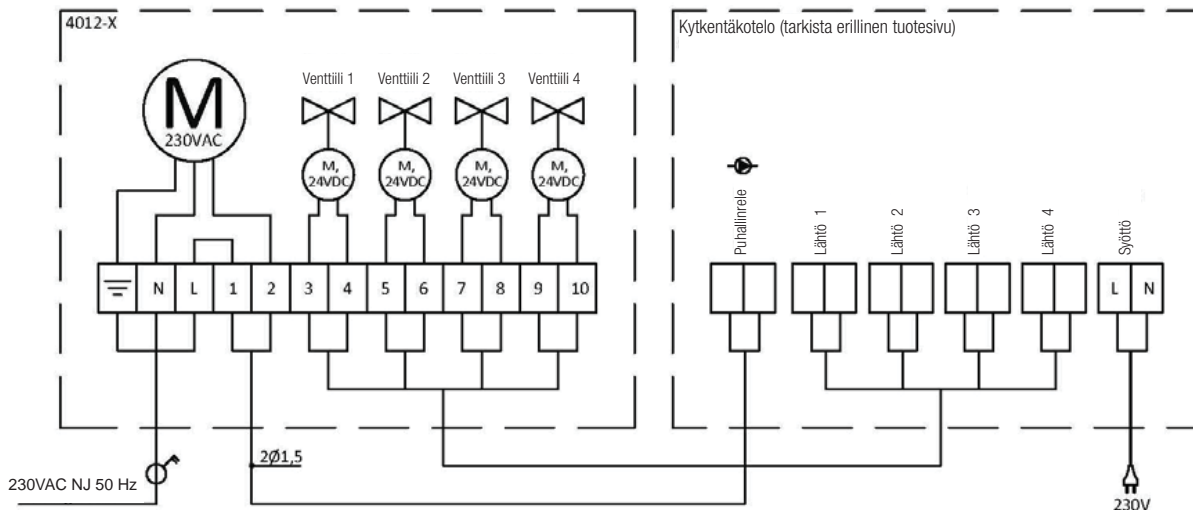 4012-X
Kytkentäkotelo (tarkista erillinen tuotesivu)
M
230VAC
Venttiili 1
Venttiili 2
Venttiili 3
Venttiili 4
M,
24VDC
M,
24VDC
M,
24VDC
M,
24VDC
Puhallinrele
Lähtö 1
Lähtö 2
Lähtö 3
Lähtö 4
Syöttö
N L 1 2 3 4 5 6 7 8 9 10
L N
2Ø1,5
230VAC NJ 50 Hz
230V